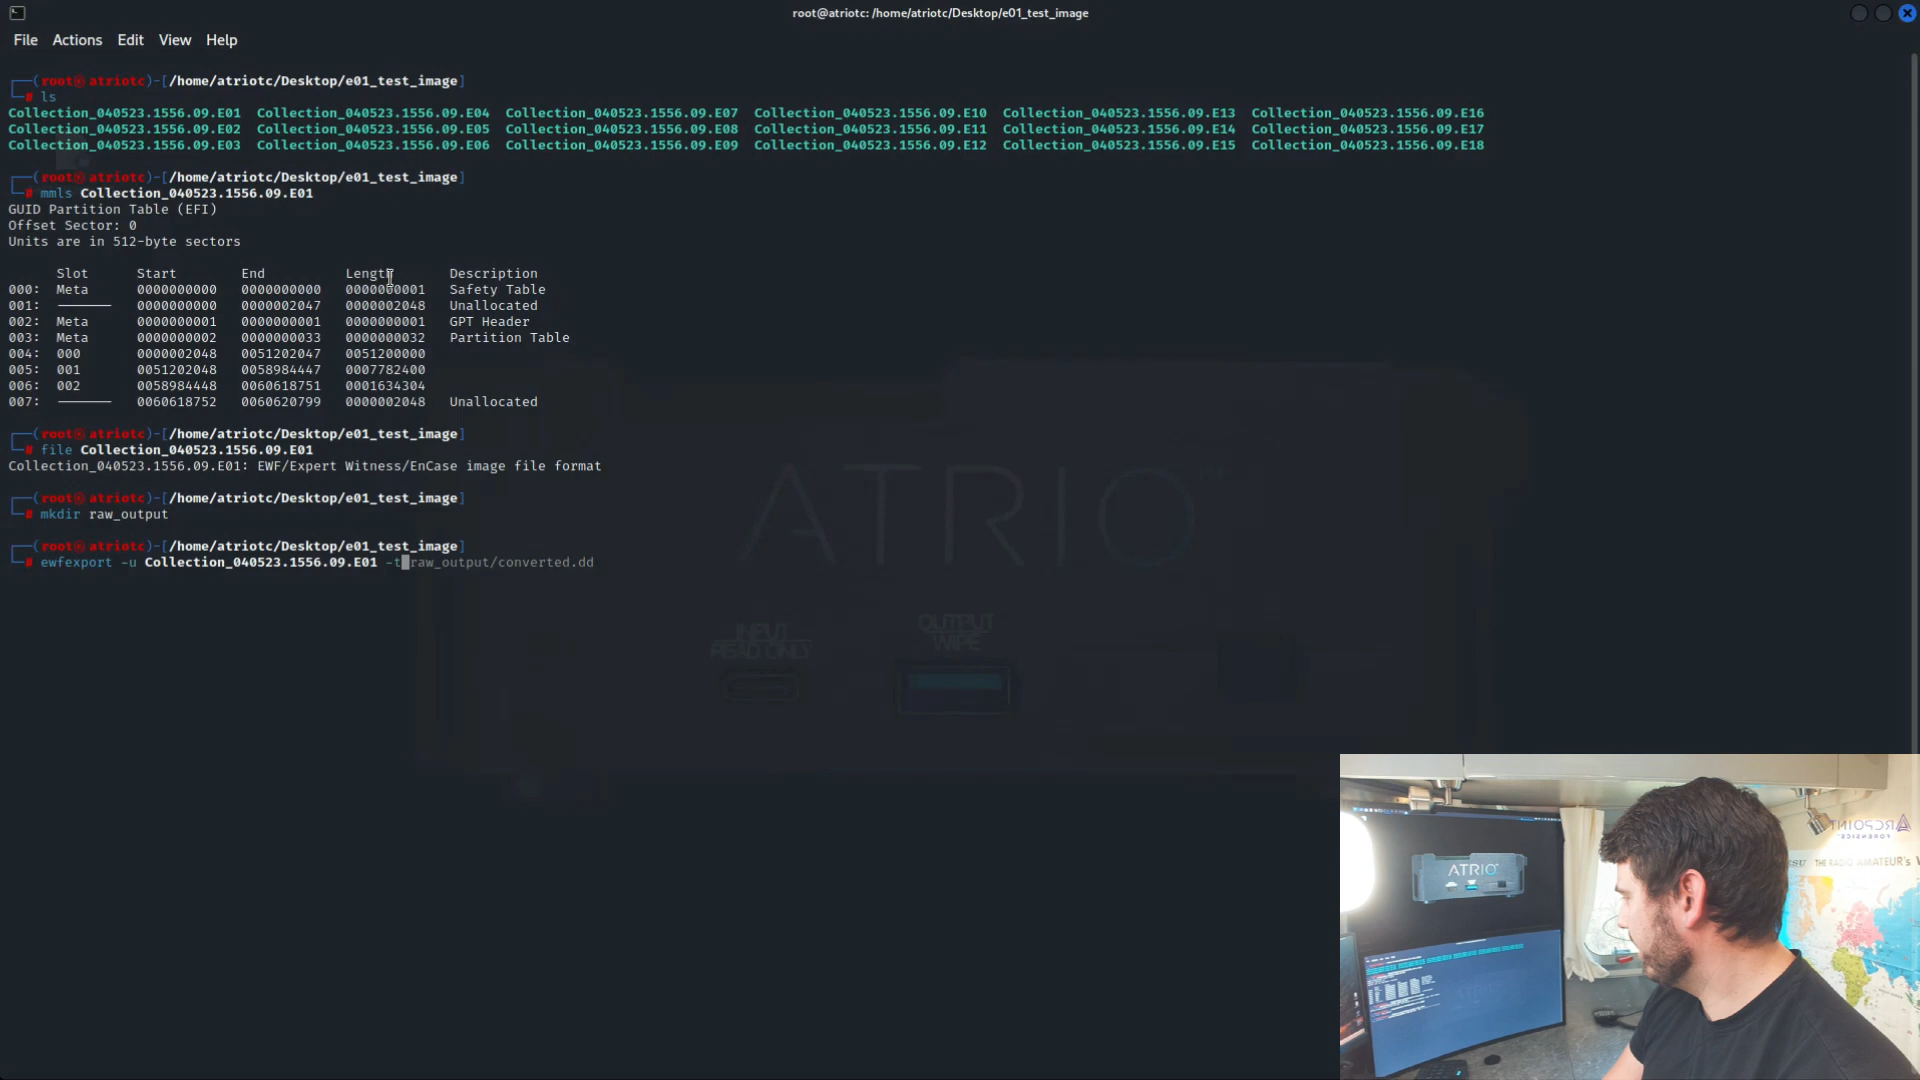 root@atriotc: /home/atriotc/Desktop/e01_test_image
File Actions Edit View Help
(root㉿atriotc)-[/home/atriotc/Desktop/e01_test_image]
# ls
Collection_040523.1556.09.E01 Collection_040523.1556.09.E04 Collection_040523.1556.09.E07 Collection_040523.1556.09.E10 Collection_040523.1556.09.E13 Collection_040523.1556.09.E16
Collection_040523.1556.09.E02 Collection_040523.1556.09.E05 Collection_040523.1556.09.E08 Collection_040523.1556.09.E11 Collection_040523.1556.09.E14 Collection_040523.1556.09.E17
Collection_040523.1556.09.E03 Collection_040523.1556.09.E06 Collection_040523.1556.09.E09 Collection_040523.1556.09.E12 Collection_040523.1556.09.E15 Collection_040523.1556.09.E18
(root㉿atriotc)-[/home/atriotc/Desktop/e01_test_image]
# mmls Collection_040523.1556.09.E01
GUID Partition Table (EFI)
Offset Sector: 0
Units are in 512-byte sectors
Slot Start End Length Description
000: Meta 0000000000 0000000000 0000000001 Safety Table
001: ------- 0000000000 0000002047 0000002048 Unallocated
002: Meta 0000000001 0000000001 0000000001 GPT Header
003: Meta 0000000002 0000000033 0000000032 Partition Table
004: 000 0000002048 0051202047 0051200000
005: 001 0051202048 0058984447 0007782400
006: 002 0058984448 0060618751 0001634304
007: ------- 0060618752 0060620799 0000002048 Unallocated
(root㉿atriotc)-[/home/atriotc/Desktop/e01_test_image]
# file Collection_040523.1556.09.E01
Collection_040523.1556.09.E01: EWF/Expert Witness/EnCase image file format
(root㉿atriotc)-[/home/atriotc/Desktop/e01_test_image]
# mkdir raw_output
(root㉿atriotc)-[/home/atriotc/Desktop/e01_test_image]
# ewfexport -u Collection_040523.1556.09.E01 -t raw_output/converted.dd
ATRIO
INPUT
READ ONLY
OUTPUT
WIPE
ATRIO
ARCPOINT
FORENSICS
THE RADIO AMATEUR'S